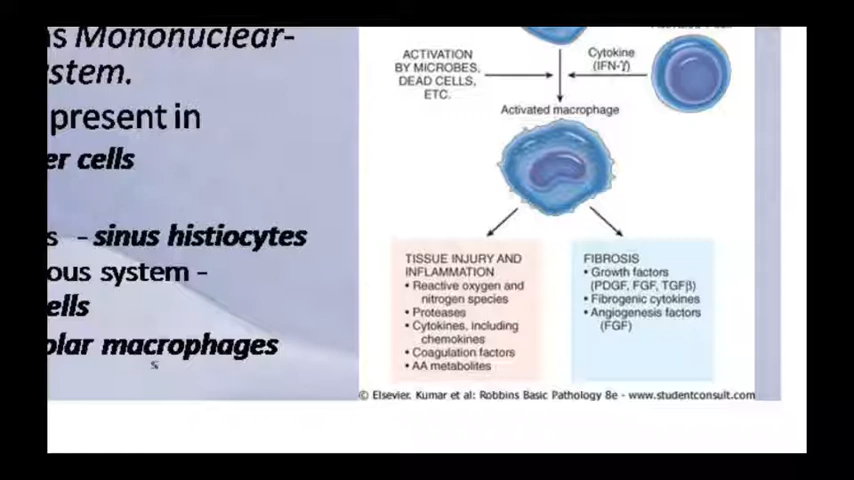 as Mononuclear-
stem.
present in
er cells
s - sinus histiocytes
ous system -
ells
olar macrophages
ACTIVATION
BY MICROBES,
DEAD CELLS,
ETC.
Cytokine
(IFN-γ)
Activated macrophage
TISSUE INJURY AND
INFLAMMATION
• Reactive oxygen and
nitrogen species
• Proteases
• Cytokines, including
chemokines
• Coagulation factors
• AA metabolites
FIBROSIS
• Growth factors
(PDGF, FGF, TGFβ)
• Fibrogenic cytokines
• Angiogenesis factors
(FGF)
© Elsevier. Kumar et al: Robbins Basic Pathology 8e - www.studentconsult.com